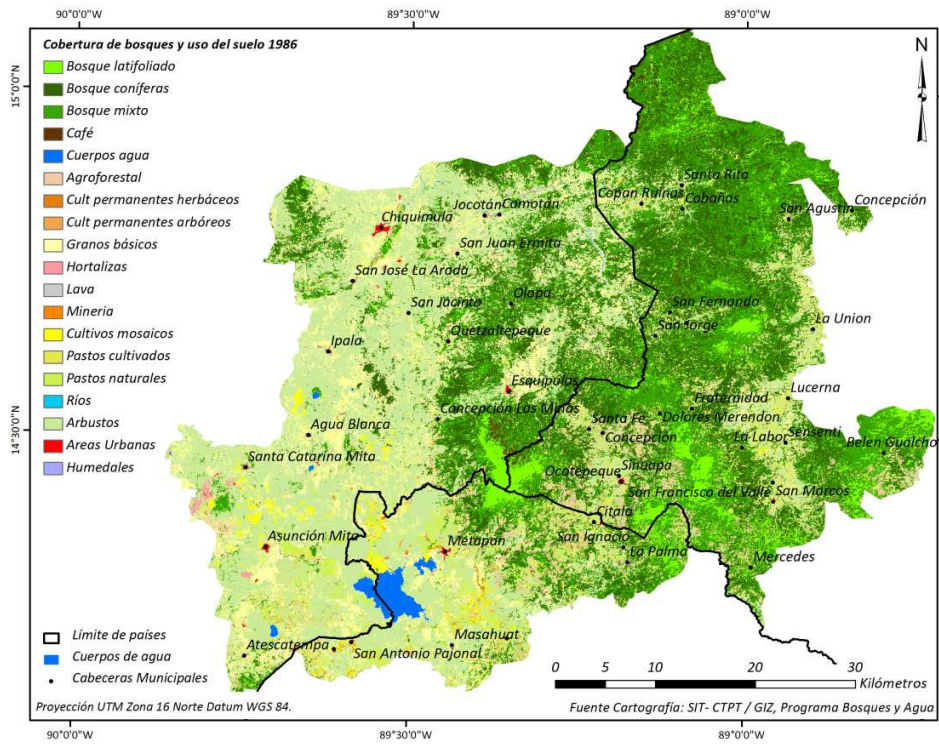 90°0'0"W
89°30'0"W
89°0'0"W
Cobertura de bosques y uso del suelo 1986
Bosque latifoliado
Bosque coníferas
Bosque mixto
Café
Cuerpos agua
Agroforestal
Cult permanentes herbáceos
Cult permanentes arbóreos
Granos básicos
Hortalizas
Lava
Mineria
Cultivos mosaicos
Pastos cultivados
Pastos naturales
Ríos
Arbustos
Areas Urbanas
Humedales
N
15°0'0"N
15°0'0"N
14°30'0"N
14°30'0"N
Santa Rita
Copan Ruinas
Cabañas
Concepción
San Agustin
Jocotán
Camotán
Chiquimula
San Juan Ermita
San José La Arada
San Jacinto
Olopa
San Fernando
San Jorge
La Union
Quetzaltepeque
Ipala
Esquipulas
Lucerna
Fraternidad
Concepción Las Minas
Santa Fe
Dolores Merendon
Agua Blanca
Concepción
La Labor
Sensenti
Belen Gualcho
Santa Catarina Mita
Ocotepeque
Sinuapa
San Francisco del Valle
San Marcos
Citala
Asunción Mita
Metapán
San Ignacio
La Palma
Mercedes
Masahuat
Atescatempa
San Antonio Pajonal
Límite de países
Cuerpos de agua
Cabeceras Municipales
0 5 10 20 30
Kilómetros
Proyección UTM Zona 16 Norte Datum WGS 84.
Fuente Cartografía: SIT- CTPT / GIZ, Programa Bosques y Agua
90°0'0"W
89°30'0"W
89°0'0"W